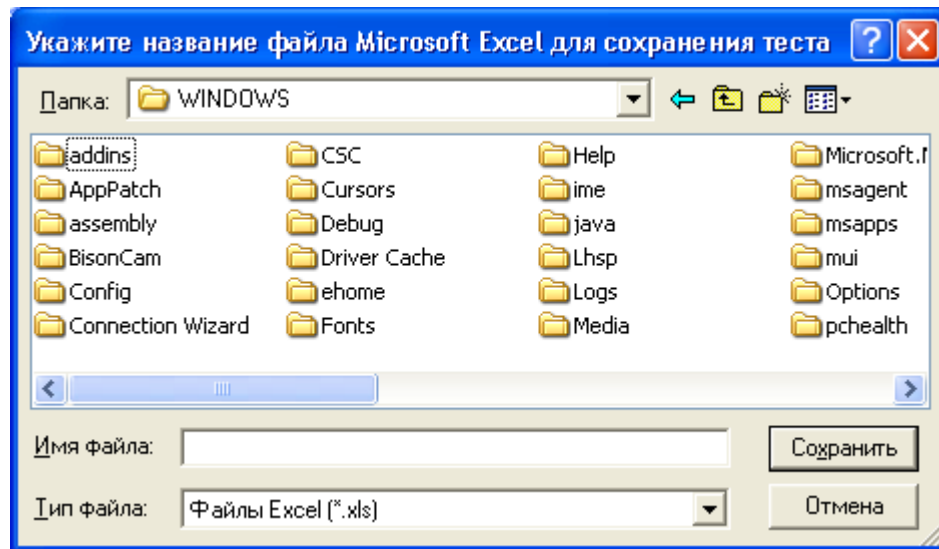 Укажите название файла Microsoft Excel для сохранения теста
Папка: WINDOWS
addins CSC Help Microsoft.
AppPatch Cursors ime msagent
assembly Debug java msapps
BisonCam Driver Cache Lhsp mui
Config ehome Logs Options
Connection Wizard Fonts Media pchealth
Имя файла: Сохранить
Тип файла: Файлы Excel (*.xls) Отмена